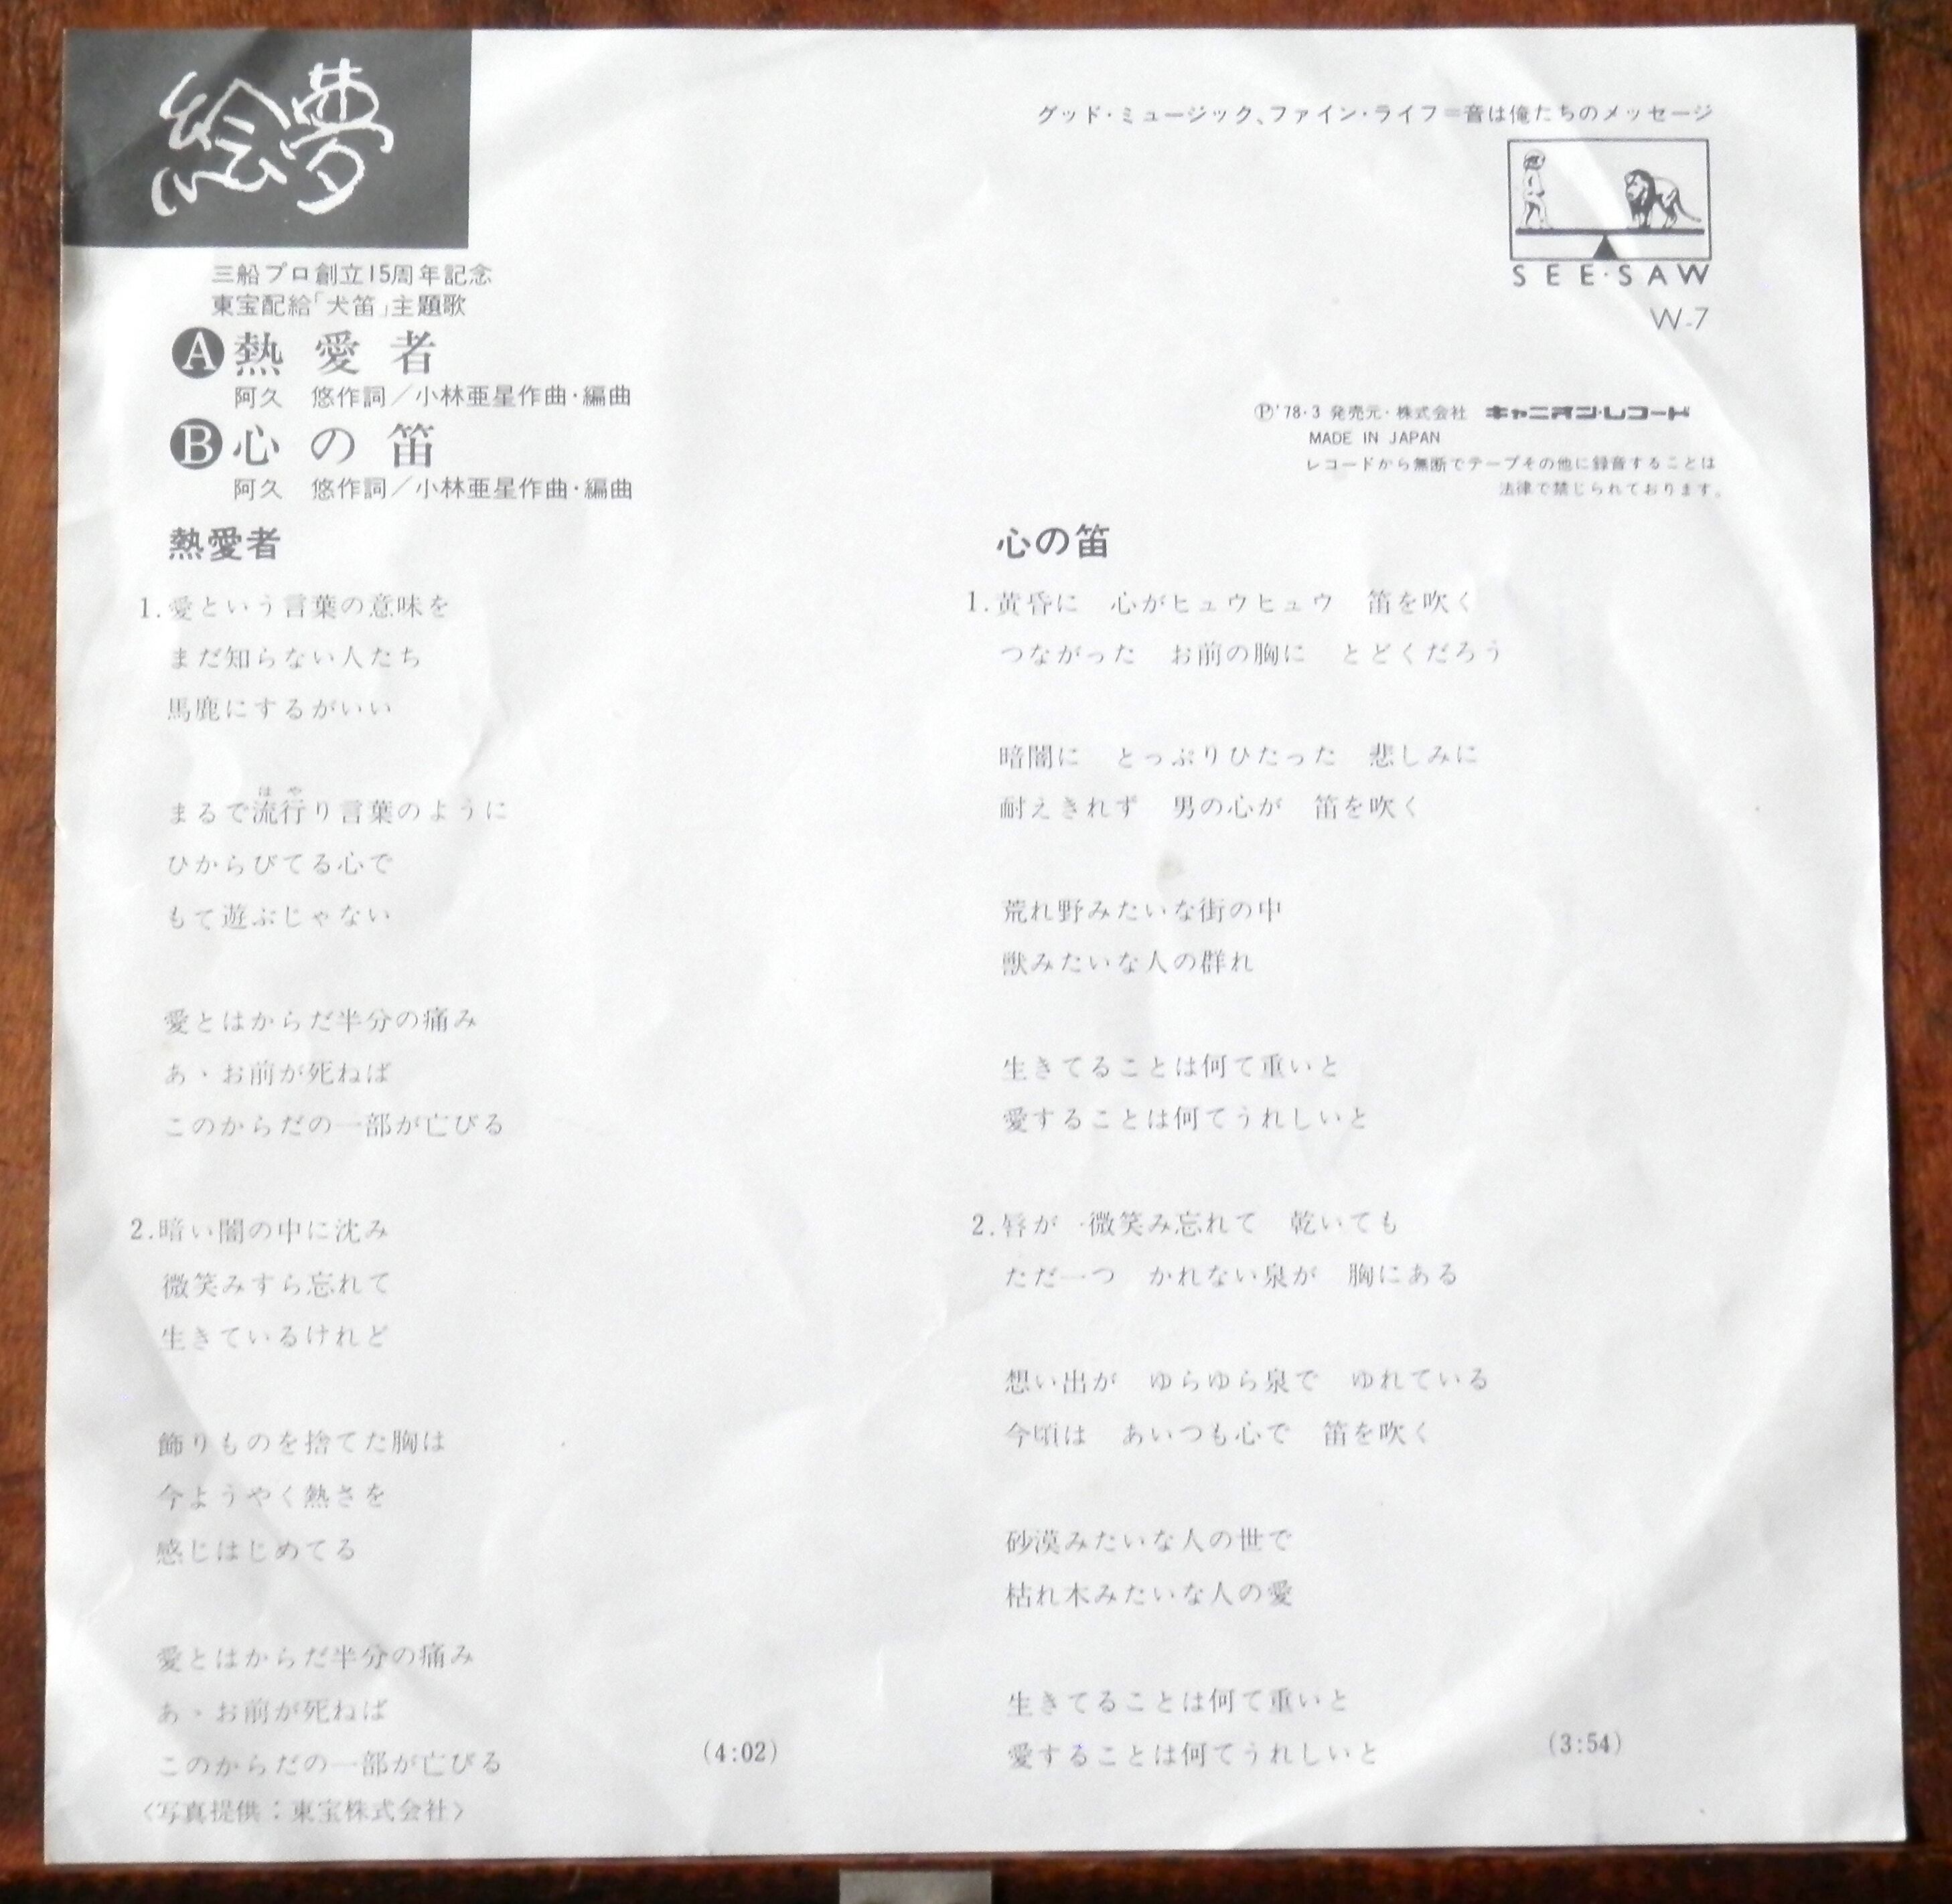 絵夢
三船プロ創立15周年記念
東宝配給「犬笛」主題歌
A 熱愛者
阿久 悠作詞／小林亜星作曲・編曲
B 心の笛
阿久 悠作詞／小林亜星作曲・編曲
グッド・ミュージック、ファイン・ライフ=音は俺たちのメッセージ
SEE・SAW
W-7
Ⓟ'78・3 発売元・株式会社 キャニオン・レコード
MADE IN JAPAN
レコードから無断でテープその他に録音することは
法律で禁じられております。
熱愛者
1.愛という言葉の意味を
まだ知らない人たち
馬鹿にするがいい
はや
まるで流行り言葉のように
ひからびてる心で
もて遊ぶじゃない
愛とはからだ半分の痛み
あゝお前が死ねば
このからだの一部が亡びる
2.暗い闇の中に沈み
微笑みすら忘れて
生きているけれど
飾りものを捨てた胸は
今ようやく熱さを
感じはじめてる
愛とはからだ半分の痛み
あゝお前が死ねば
このからだの一部が亡びる
(4:02)
〈写真提供：東宝株式会社〉
心の笛
1.黄昏に 心がヒュウヒュウ 笛を吹く
つながった お前の胸に とどくだろう
暗闇に とっぷりひたった 悲しみに
耐えきれず 男の心が 笛を吹く
荒れ野みたいな街の中
獣みたいな人の群れ
生きてることは何て重いと
愛することは何てうれしいと
2.唇が 微笑み忘れて 乾いても
ただ一つ かれない泉が 胸にある
想い出が ゆらゆら泉で ゆれている
今頃は あいつも心で 笛を吹く
砂漠みたいな人の世で
枯れ木みたいな人の愛
生きてることは何て重いと
愛することは何てうれしいと
(3:54)